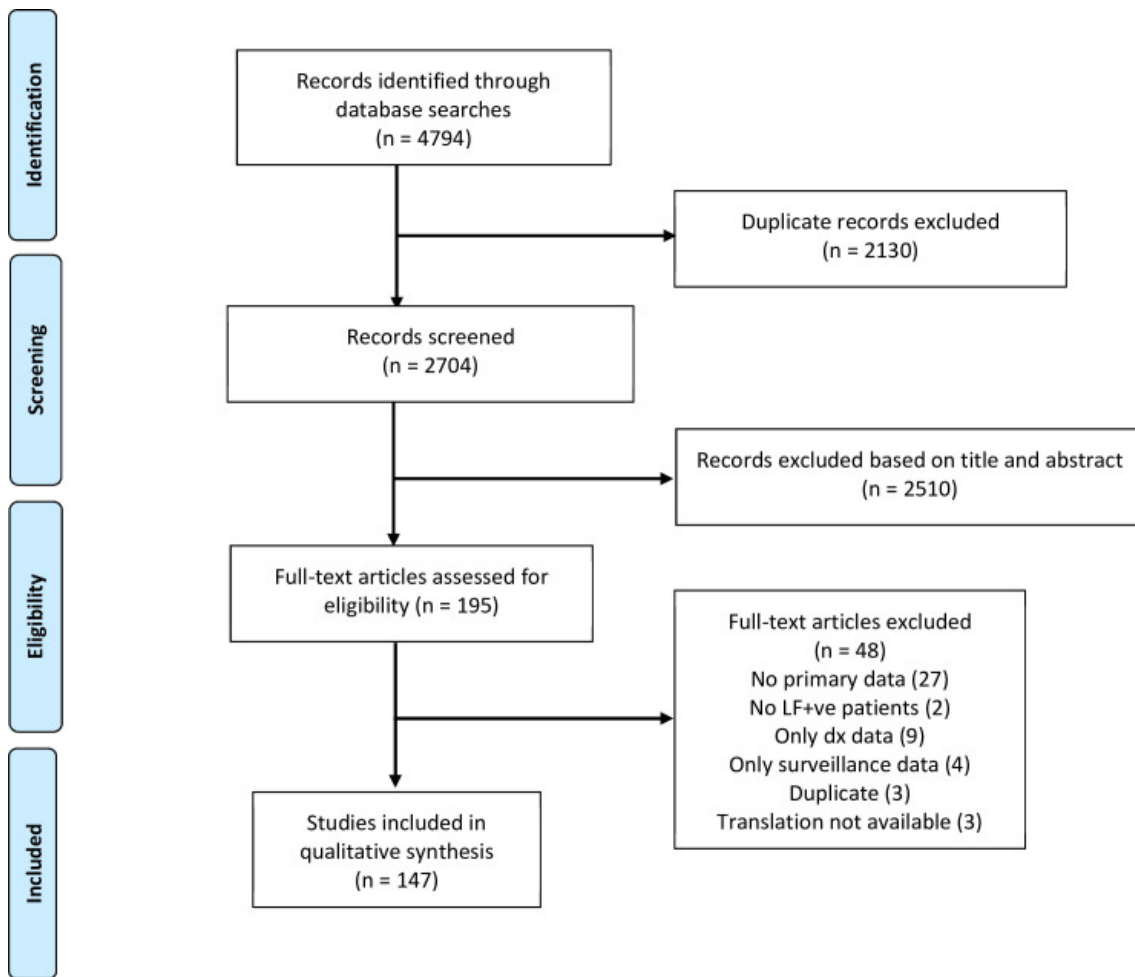 Identification
Records identified through
database searches
(n = 4794)
Duplicate records excluded
(n = 2130)
Screening
Records screened
(n = 2704)
Records excluded based on title and abstract
(n = 2510)
Eligibility
Full-text articles assessed for
eligibility (n = 195)
Full-text articles excluded
(n = 48)
No primary data (27)
No LF+ve patients (2)
Only dx data (9)
Only surveillance data (4)
Duplicate (3)
Translation not available (3)
Included
Studies included in
qualitative synthesis
(n = 147)